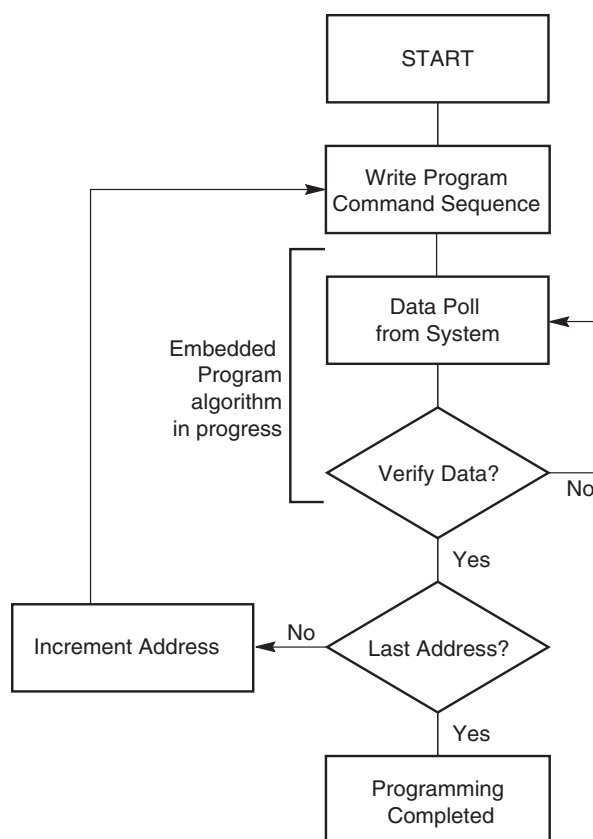 START
Write Program
Command Sequence
Data Poll
from System
Embedded
Program
algorithm
in progress
Verify Data?
No
Yes
Increment Address
No
Last Address?
Yes
Programming
Completed